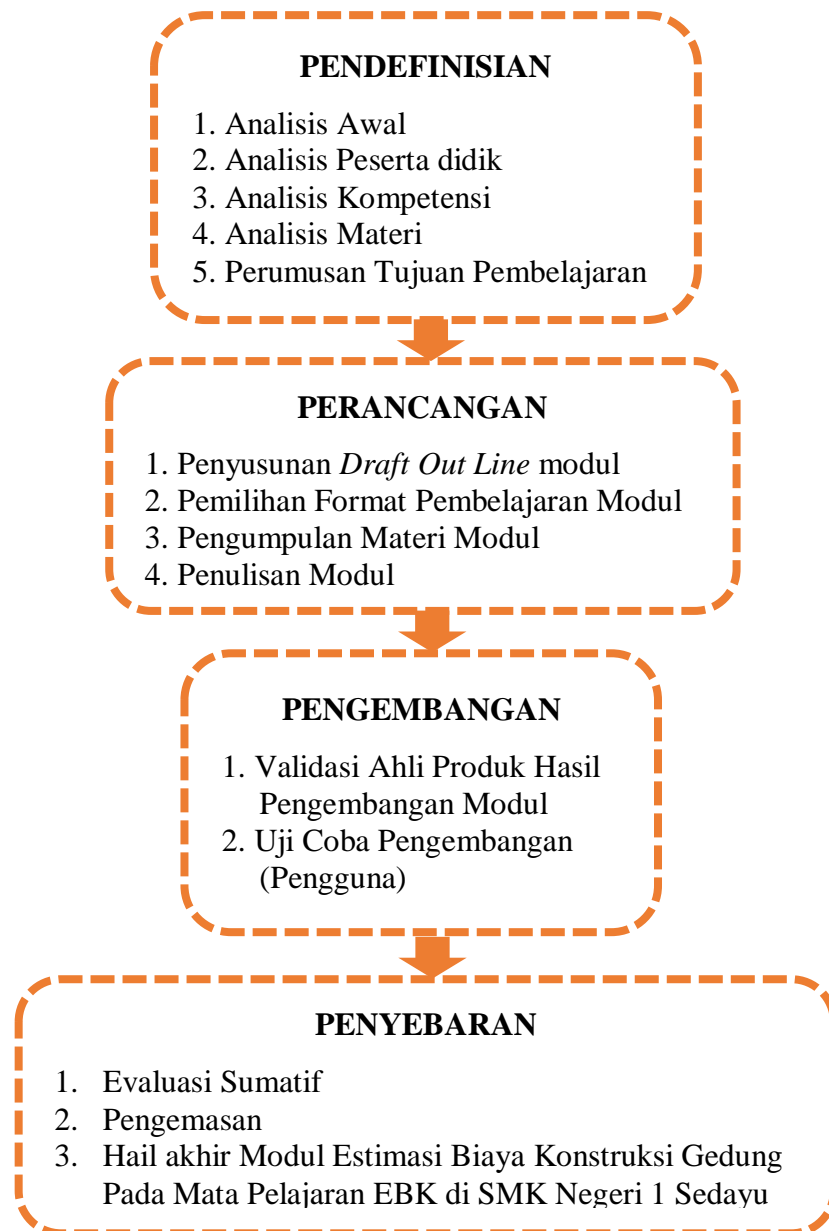 PENDEFINISIAN
1. Analisis Awal
2. Analisis Peserta didik
3. Analisis Kompetensi
4. Analisis Materi
5. Perumusan Tujuan Pembelajaran
PERANCANGAN
1. Penyusunan Draft Out Line modul
2. Pemilihan Format Pembelajaran Modul
3. Pengumpulan Materi Modul
4. Penulisan Modul
PENGEMBANGAN
1. Validasi Ahli Produk Hasil
Pengembangan Modul
2. Uji Coba Pengembangan
(Pengguna)
PENYEBARAN
1. Evaluasi Sumatif
2. Pengemasan
3. Hail akhir Modul Estimasi Biaya Konstruksi Gedung
Pada Mata Pelajaran EBK di SMK Negeri 1 Sedayu